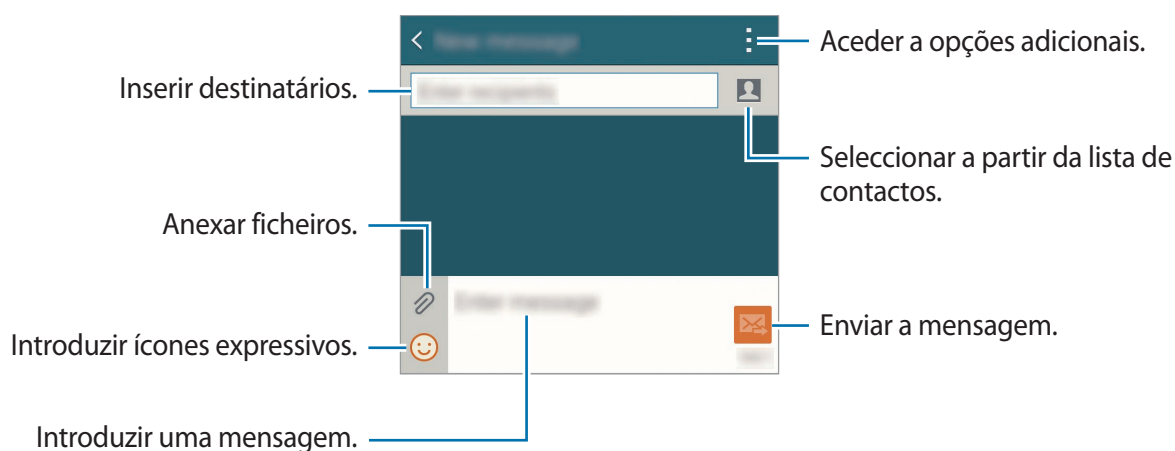 Aceder a opções adicionais.
Inserir destinatários.
Seleccionar a partir da lista de
contactos.
Anexar ficheiros.
Enviar a mensagem.
Introduzir ícones expressivos.
Introduzir uma mensagem.